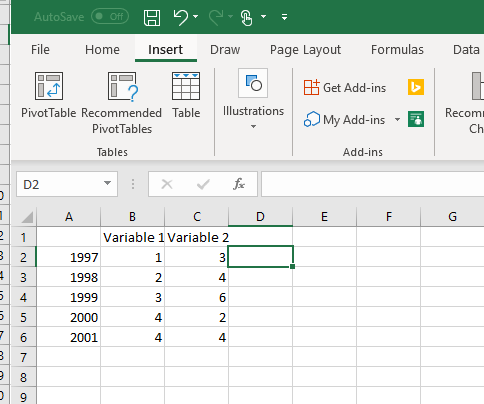 AutoSave Off
File Home Insert Draw Page Layout Formulas Data
PivotTable Recommended PivotTables Table
Illustrations
Get Add-ins
My Add-ins
Tables
Add-ins
D2 fx
A B C D E F G
1 Variable 1 Variable 2
2 1997 1 3
3 1998 2 4
4 1999 3 6
5 2000 4 2
6 2001 4 4
7
8
9